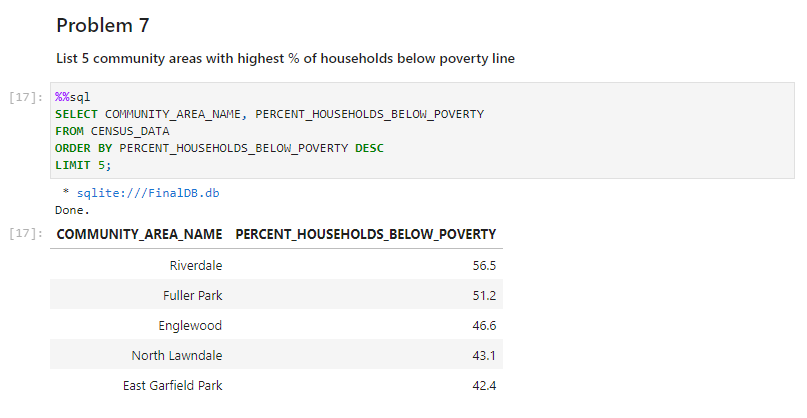 Problem 7
List 5 community areas with highest % of households below poverty line
[17]: %%sql
SELECT COMMUNITY_AREA_NAME, PERCENT_HOUSEHOLDS_BELOW_POVERTY
FROM CENSUS_DATA
ORDER BY PERCENT_HOUSEHOLDS_BELOW_POVERTY DESC
LIMIT 5;
* sqlite:///FinalDB.db
Done.
[17]: COMMUNITY_AREA_NAME PERCENT_HOUSEHOLDS_BELOW_POVERTY
Riverdale 56.5
Fuller Park 51.2
Englewood 46.6
North Lawndale 43.1
East Garfield Park 42.4